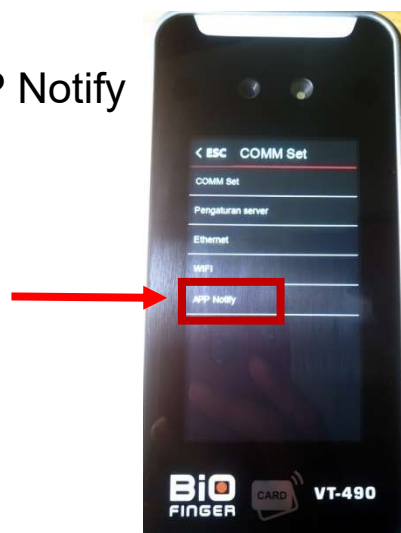 P Notify
< ESC COMM Set
COMM Set
Pengaturan server
Ethernet
WIFI
APP Notify
BiO
FINGER
CARD
VT-490